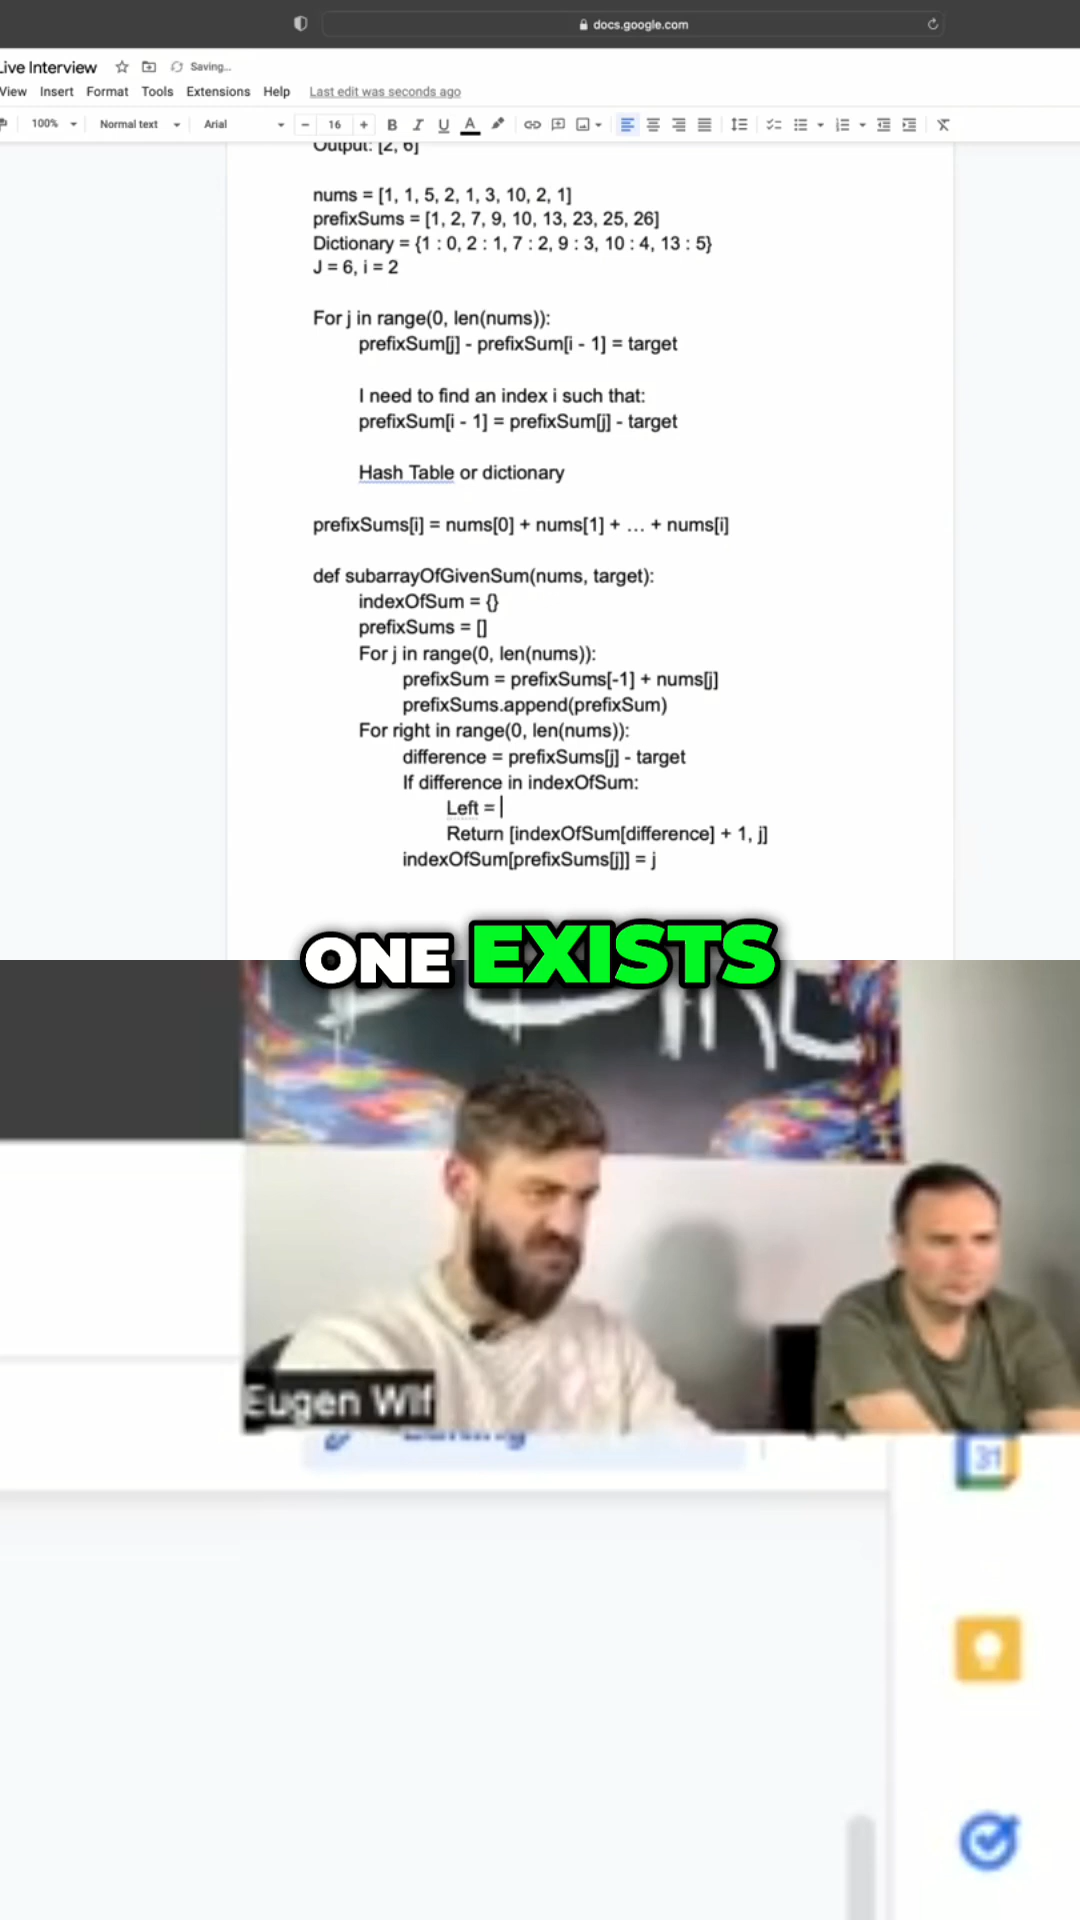 docs.google.com
Live Interview
Saving...
View Insert Format Tools Extensions Help Last edit was seconds ago
100% Normal text Arial 16 B I U A
Output: [2, 6]
nums = [1, 1, 5, 2, 1, 3, 10, 2, 1]
prefixSums = [1, 2, 7, 9, 10, 13, 23, 25, 26]
Dictionary = {1 : 0, 2 : 1, 7 : 2, 9 : 3, 10 : 4, 13 : 5}
J = 6, i = 2
For j in range(0, len(nums)):
prefixSum[j] - prefixSum[i - 1] = target
I need to find an index i such that:
prefixSum[i - 1] = prefixSum[j] - target
Hash Table or dictionary
prefixSums[i] = nums[0] + nums[1] + … + nums[i]
def subarrayOfGivenSum(nums, target):
indexOfSum = {}
prefixSums = []
For j in range(0, len(nums)):
prefixSum = prefixSums[-1] + nums[j]
prefixSums.append(prefixSum)
For right in range(0, len(nums)):
difference = prefixSums[j] - target
If difference in indexOfSum:
Left =
Return [indexOfSum[difference] + 1, j]
indexOfSum[prefixSums[j]] = j
ONE EXISTS
Eugen Wlf
31